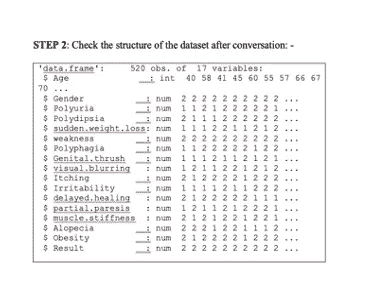 STEP 2: Check the structure of the dataset after conversation: -
'data.frame': 520 obs. of 17 variables:
$ Age : int 40 58 41 45 60 55 57 66 67
70 ...
$ Gender : num 2 2 2 2 2 2 2 2 2 2 ...
$ Polyuria : num 1 1 2 1 2 2 2 2 2 1 ...
$ Polydipsia : num 2 1 1 1 2 2 2 2 2 2 ...
$ sudden.weight.loss: num 1 1 1 2 2 1 1 2 1 2 ...
$ weakness : num 2 2 2 2 2 2 2 2 2 2 ...
$ Polyphagia : num 1 1 2 2 2 2 2 1 2 2 ...
$ Genital.thrush : num 1 1 1 2 1 1 2 1 2 1 ...
$ visual.blurring : num 1 2 1 1 2 2 1 2 1 2 ...
$ Itching : num 2 1 2 2 2 2 1 2 2 2 ...
$ Irritability : num 1 1 1 1 2 1 1 2 2 2 ...
$ delayed.healing : num 2 1 2 2 2 2 2 1 1 1 ...
$ partial.paresis : num 1 2 1 1 2 1 2 2 2 1 ...
$ muscle.stiffness : num 2 1 2 1 2 1 2 2 1 2 ...
$ Alopecia : num 2 2 2 1 2 2 1 1 1 2 ...
$ Obesity : num 2 1 2 2 2 2 1 2 2 2 ...
$ Result : num 2 2 2 2 2 2 2 2 2 2 ...